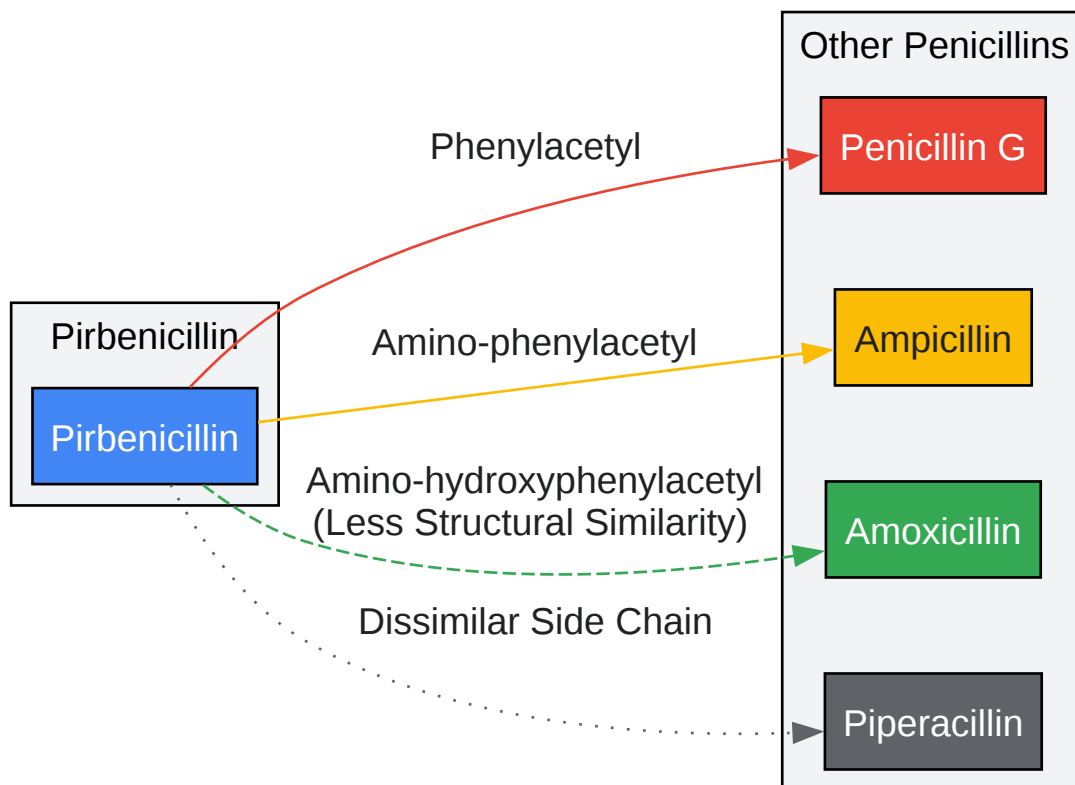 Other Penicillins
Phenylacetyl
Penicillin G
Pirbenicillin
Amino-phenylacetyl
Ampicillin
Pirbenicillin
Amino-hydroxyphenylacetyl
(Less Structural Similarity)
Amoxicillin
Dissimilar Side Chain
Piperacillin